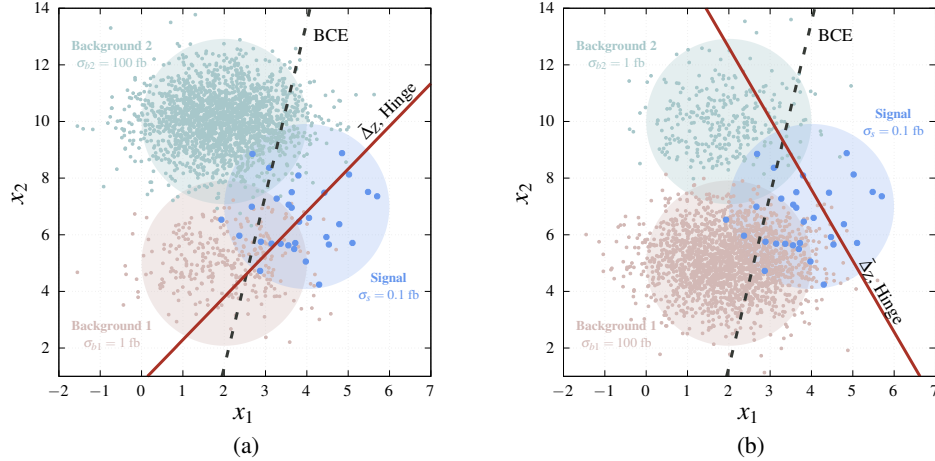 14
12
10
8
6
4
2
x2
Background 2
σb2 = 100 fb
BCE
Δ̄Z, Hinge
Signal
σs = 0.1 fb
Background 1
σb1 = 1 fb
−2 −1 0 1 2 3 4 5 6 7
x1
(a)
14
12
10
8
6
4
2
x2
Background 2
σb2 = 1 fb
BCE
Signal
σs = 0.1 fb
Δ̄Z, Hinge
Background 1
σb1 = 100 fb
−2 −1 0 1 2 3 4 5 6 7
x1
(b)